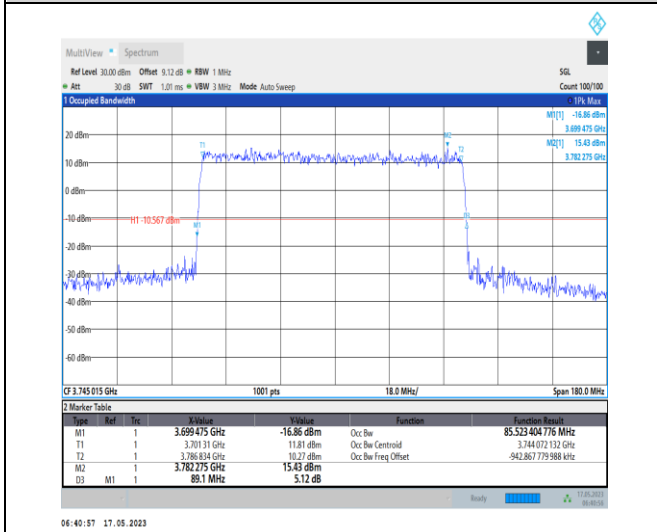 MultiView Spectrum
Ref Level 30.00 dBm Offset 9.12 dB RBW 1 MHz SGL
Att 30 dB SWT 1.01 ms VBW 3 MHz Mode Auto Sweep Count 100/100
1 Occupied Bandwidth 1Pk Max
M1[1] -16.86 dBm
3.699 475 GHz
M2[1] 15.43 dBm
3.782 275 GHz
20 dBm
T1
M2
T2
10 dBm
0 dBm
-10 dBm
H1 -10.567 dBm
M1
D3
-20 dBm
-30 dBm
-40 dBm
-50 dBm
-60 dBm
CF 3.745 015 GHz 1001 pts 18.0 MHz/ Span 180.0 MHz
2 Marker Table
Type Ref Trc X-Value Y-Value Function Function Result
M1 1 3.699 475 GHz -16.86 dBm Occ Bw 85.523 404 776 MHz
T1 1 3.701 31 GHz 11.81 dBm Occ Bw Centroid 3.744 072 132 GHz
T2 1 3.786 834 GHz 10.27 dBm Occ Bw Freq Offset -942.867 779 988 kHz
M2 1 3.782 275 GHz 15.43 dBm
D3 M1 1 89.1 MHz 5.12 dB
Ready 17.05.2023
06:40:56
06:40:57 17.05.2023